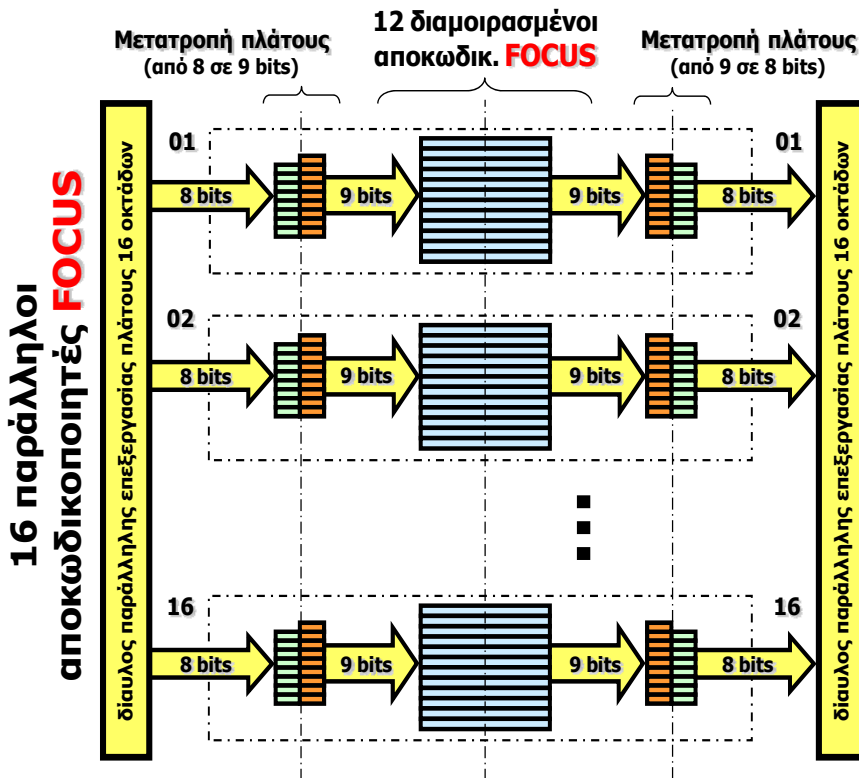 12 διαμοιρασμένοι
αποκωδικ. FOCUS
Μετατροπή πλάτους
(από 8 σε 9 bits)
Μετατροπή πλάτους
(από 9 σε 8 bits)
16 παράλληλοι
αποκωδικοποιητές FOCUS
δίαυλος παράλληλης επεξεργασίας πλάτους 16 οκτάδων
01
8 bits
9 bits
9 bits
8 bits
01
02
8 bits
9 bits
9 bits
8 bits
02
16
8 bits
9 bits
9 bits
8 bits
16
δίαυλος παράλληλης επεξεργασίας πλάτους 16 οκτάδων